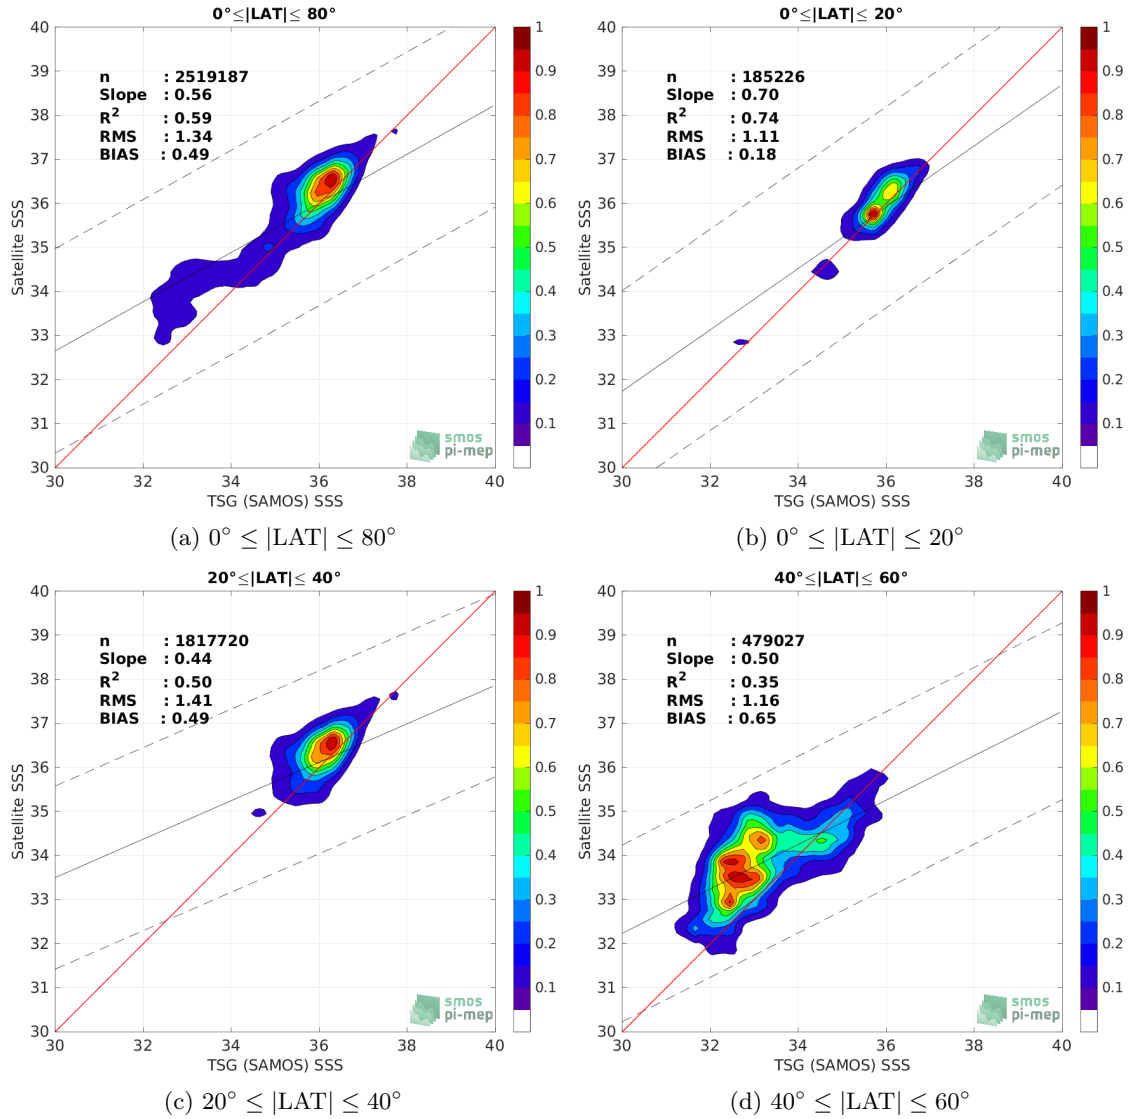 0°≤|LAT|≤ 80°
40
39
38
37
36
35
34
33
32
31
30
Satellite SSS
n : 2519187
Slope : 0.56
R² : 0.59
RMS : 1.34
BIAS : 0.49
smos
pi-mep
30 32 34 36 38 40
TSG (SAMOS) SSS
1
0.9
0.8
0.7
0.6
0.5
0.4
0.3
0.2
0.1
(a) 0° ≤ |LAT| ≤ 80°
0°≤|LAT|≤ 20°
40
39
38
37
36
35
34
33
32
31
30
Satellite SSS
n : 185226
Slope : 0.70
R² : 0.74
RMS : 1.11
BIAS : 0.18
smos
pi-mep
30 32 34 36 38 40
TSG (SAMOS) SSS
1
0.9
0.8
0.7
0.6
0.5
0.4
0.3
0.2
0.1
(b) 0° ≤ |LAT| ≤ 20°
20°≤|LAT|≤ 40°
40
39
38
37
36
35
34
33
32
31
30
Satellite SSS
n : 1817720
Slope : 0.44
R² : 0.50
RMS : 1.41
BIAS : 0.49
smos
pi-mep
30 32 34 36 38 40
TSG (SAMOS) SSS
1
0.9
0.8
0.7
0.6
0.5
0.4
0.3
0.2
0.1
(c) 20° ≤ |LAT| ≤ 40°
40°≤|LAT|≤ 60°
40
39
38
37
36
35
34
33
32
31
30
Satellite SSS
n : 479027
Slope : 0.50
R² : 0.35
RMS : 1.16
BIAS : 0.65
smos
pi-mep
30 32 34 36 38 40
TSG (SAMOS) SSS
1
0.9
0.8
0.7
0.6
0.5
0.4
0.3
0.2
0.1
(d) 40° ≤ |LAT| ≤ 60°